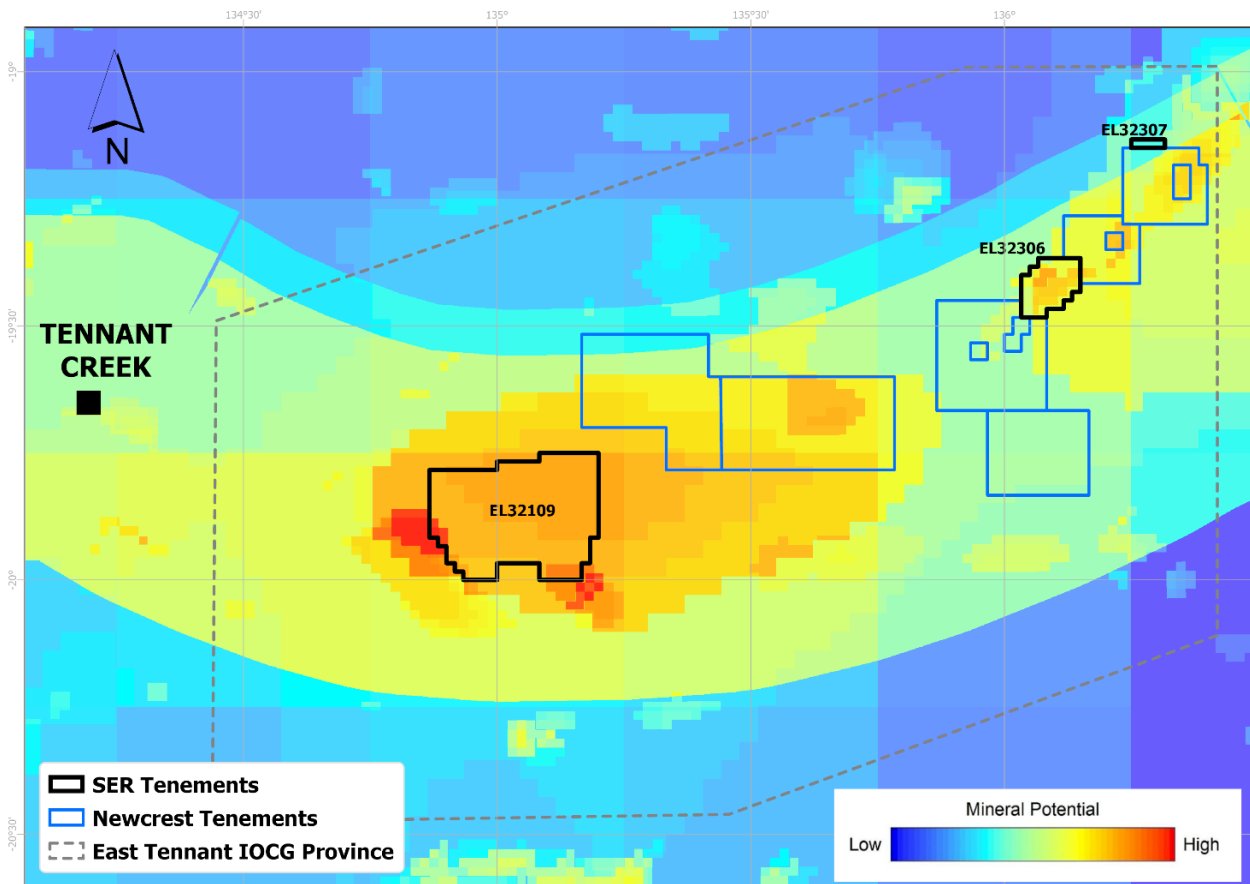 134°30'
135°
135°30'
136°
-19°
N
EL32307
EL32306
-19°30'
TENNANT
CREEK
EL32109
-20°
SER Tenements
Newcrest Tenements
East Tennant IOCG Province
-20°30'
Mineral Potential
Low
High